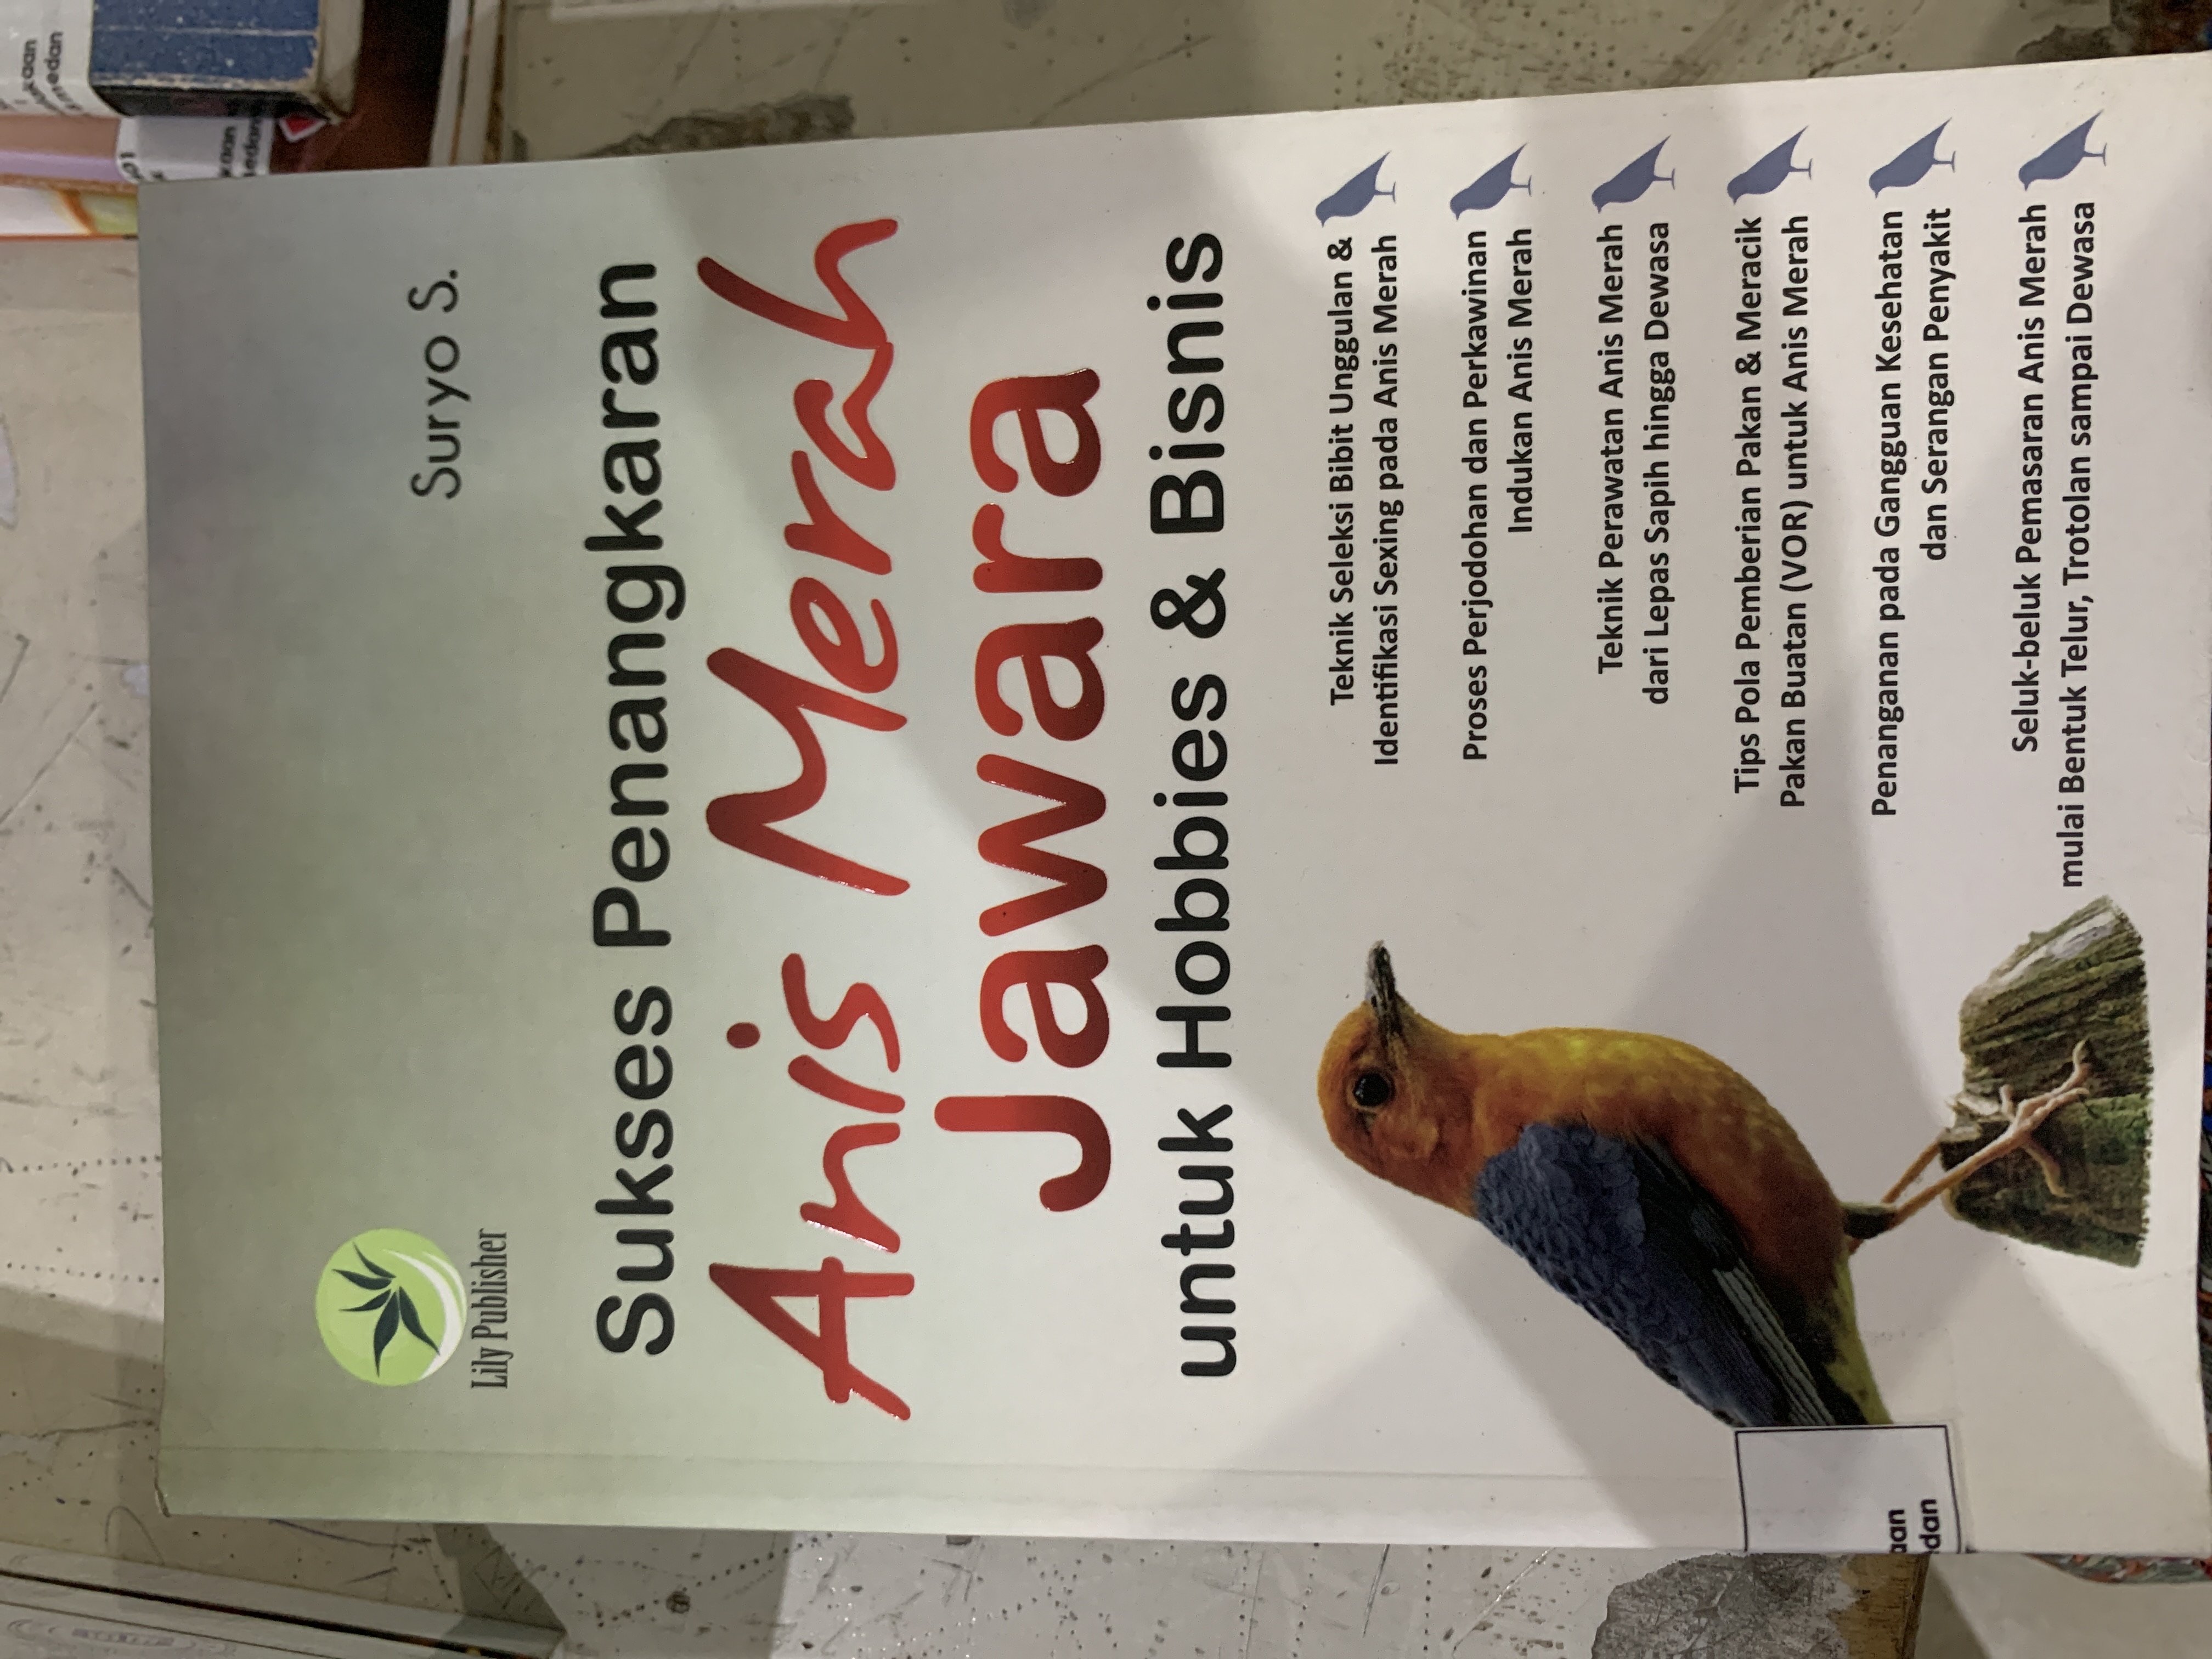 Lily Publisher
Suryo S.
Sukses Penangkaran
Anis Merah
Jawara
untuk Hobbies & Bisnis
Teknik Seleksi Bibit Unggulan &
Identifikasi Sexing pada Anis Merah
Proses Perjodohan dan Perkawinan
Indukan Anis Merah
Teknik Perawatan Anis Merah
dari Lepas Sapih hingga Dewasa
Tips Pola Pemberian Pakan & Meracik
Pakan Buatan (VOR) untuk Anis Merah
Penanganan pada Gangguan Kesehatan
dan Serangan Penyakit
Seluk-beluk Pemasaran Anis Merah
mulai Bentuk Telur, Trotolan sampai Dewasa